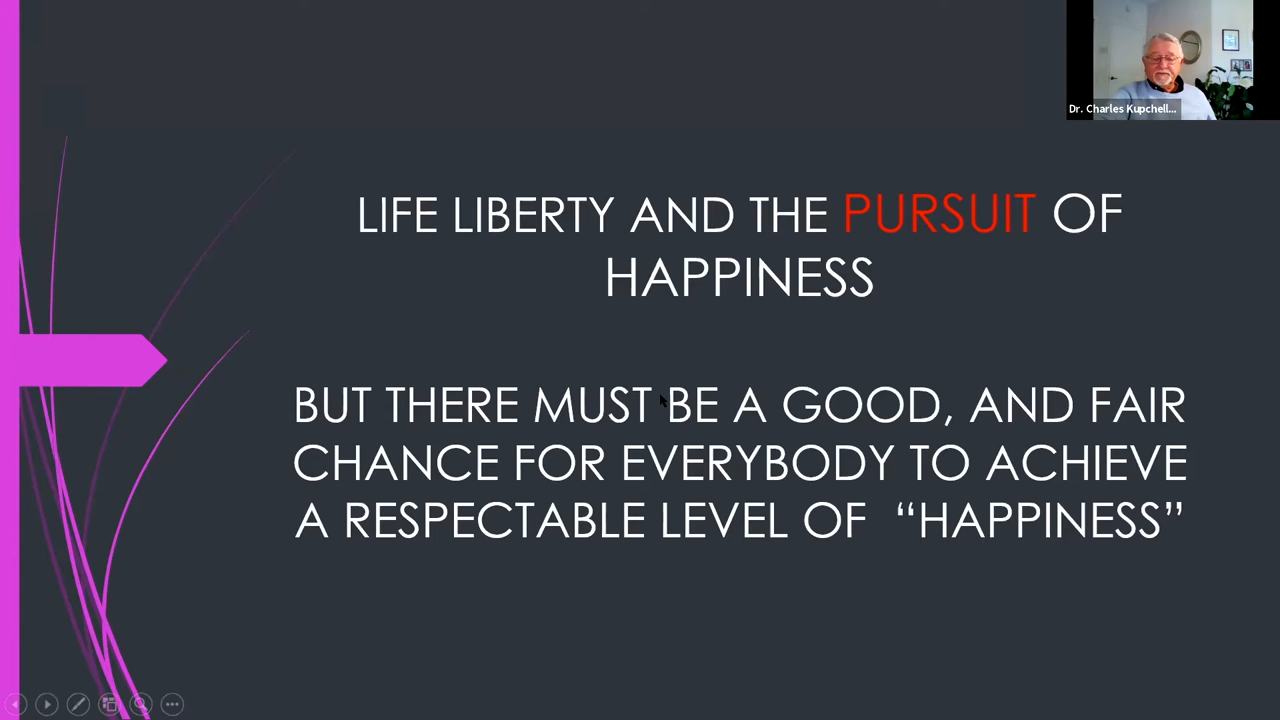 Dr. Charles Kupchell...
LIFE LIBERTY AND THE PURSUIT OF
HAPPINESS
BUT THERE MUST BE A GOOD, AND FAIR
CHANCE FOR EVERYBODY TO ACHIEVE
A RESPECTABLE LEVEL OF “HAPPINESS”